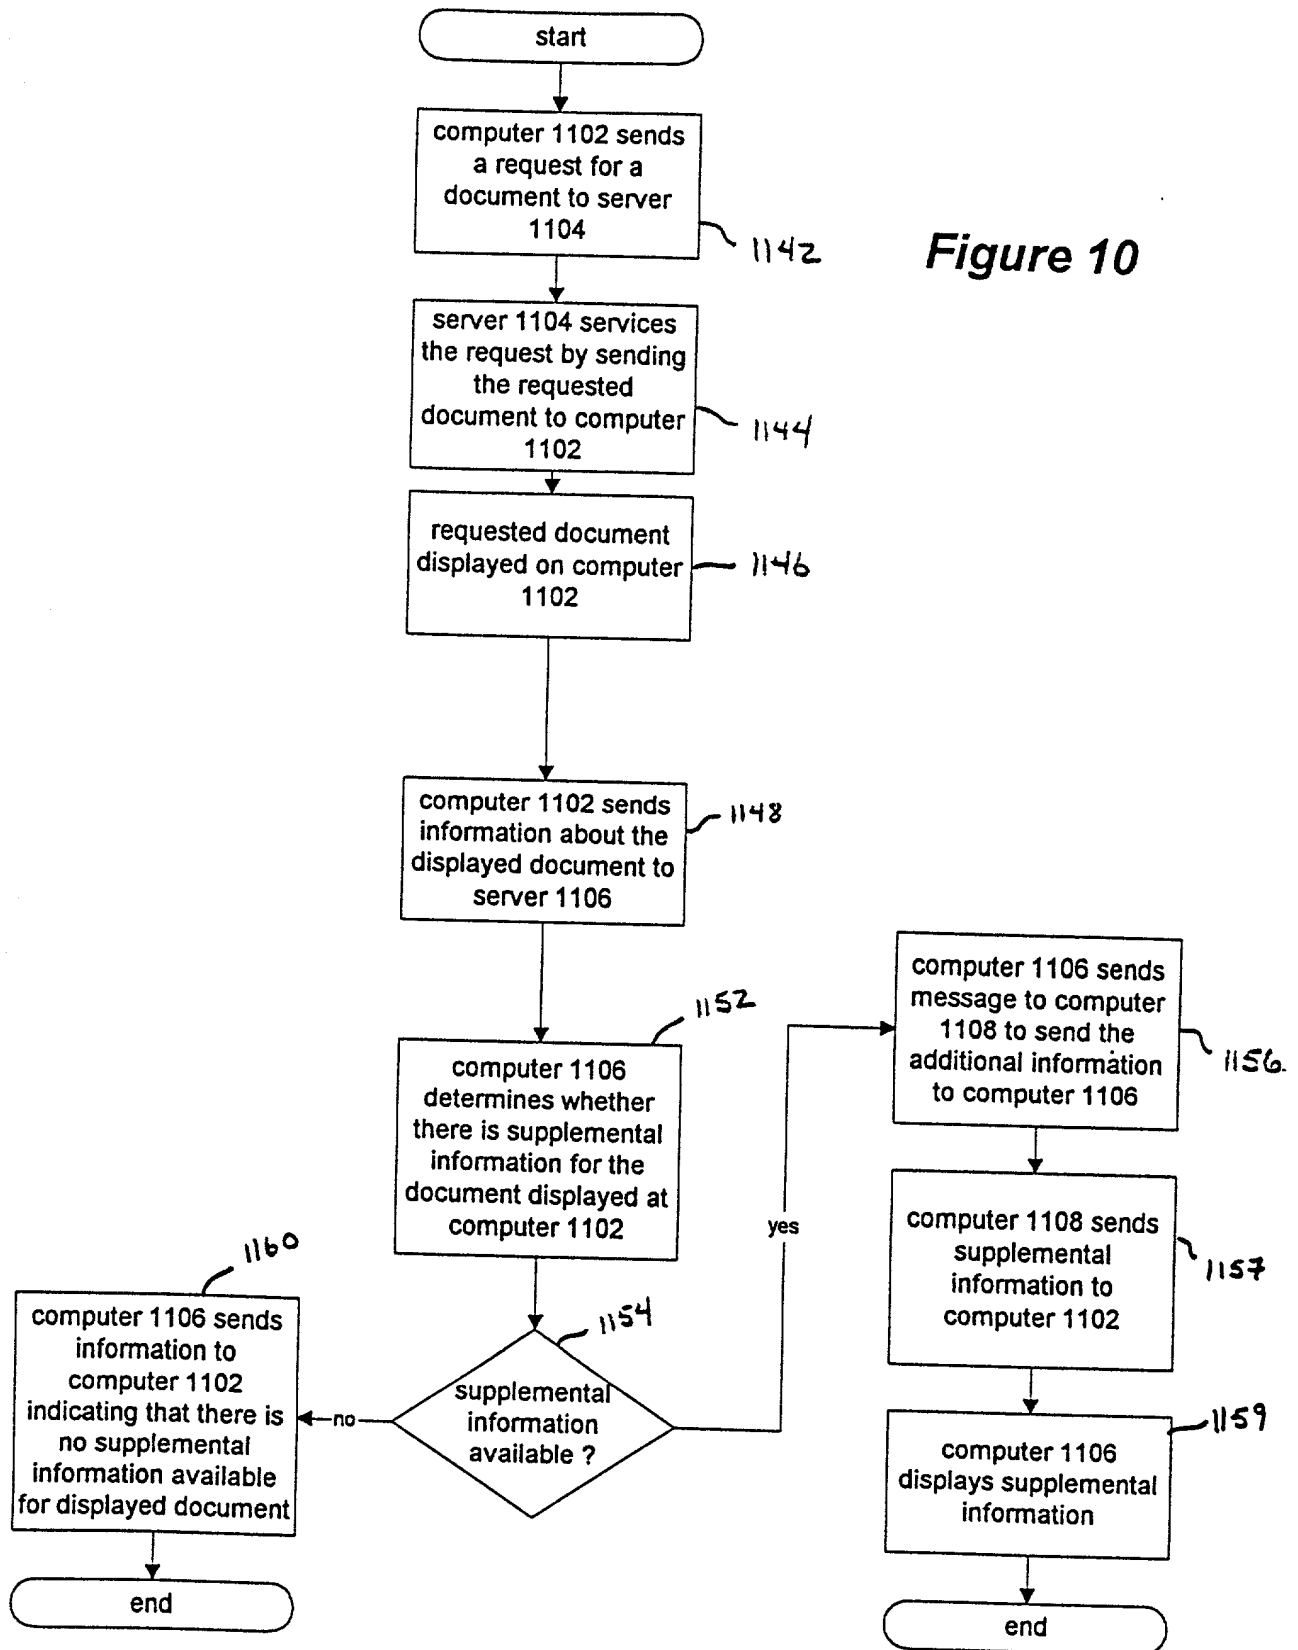 start
computer 1102 sends
a request for a
document to server
1104
1142
Figure 10
server 1104 services
the request by sending
the requested
document to computer
1102
1144
requested document
displayed on computer
1102
1146
computer 1102 sends
information about the
displayed document to
server 1106
1148
computer 1106
determines whether
there is supplemental
information for the
document displayed at
computer 1102
1152
supplemental
information
available ?
1154
no
computer 1106 sends
information to
computer 1102
indicating that there is
no supplemental
information available
for displayed document
1160
end
yes
computer 1106 sends
message to computer
1108 to send the
additional information
to computer 1106
1156.
computer 1108 sends
supplemental
information to
computer 1102
1157
computer 1106
displays supplemental
information
1159
end